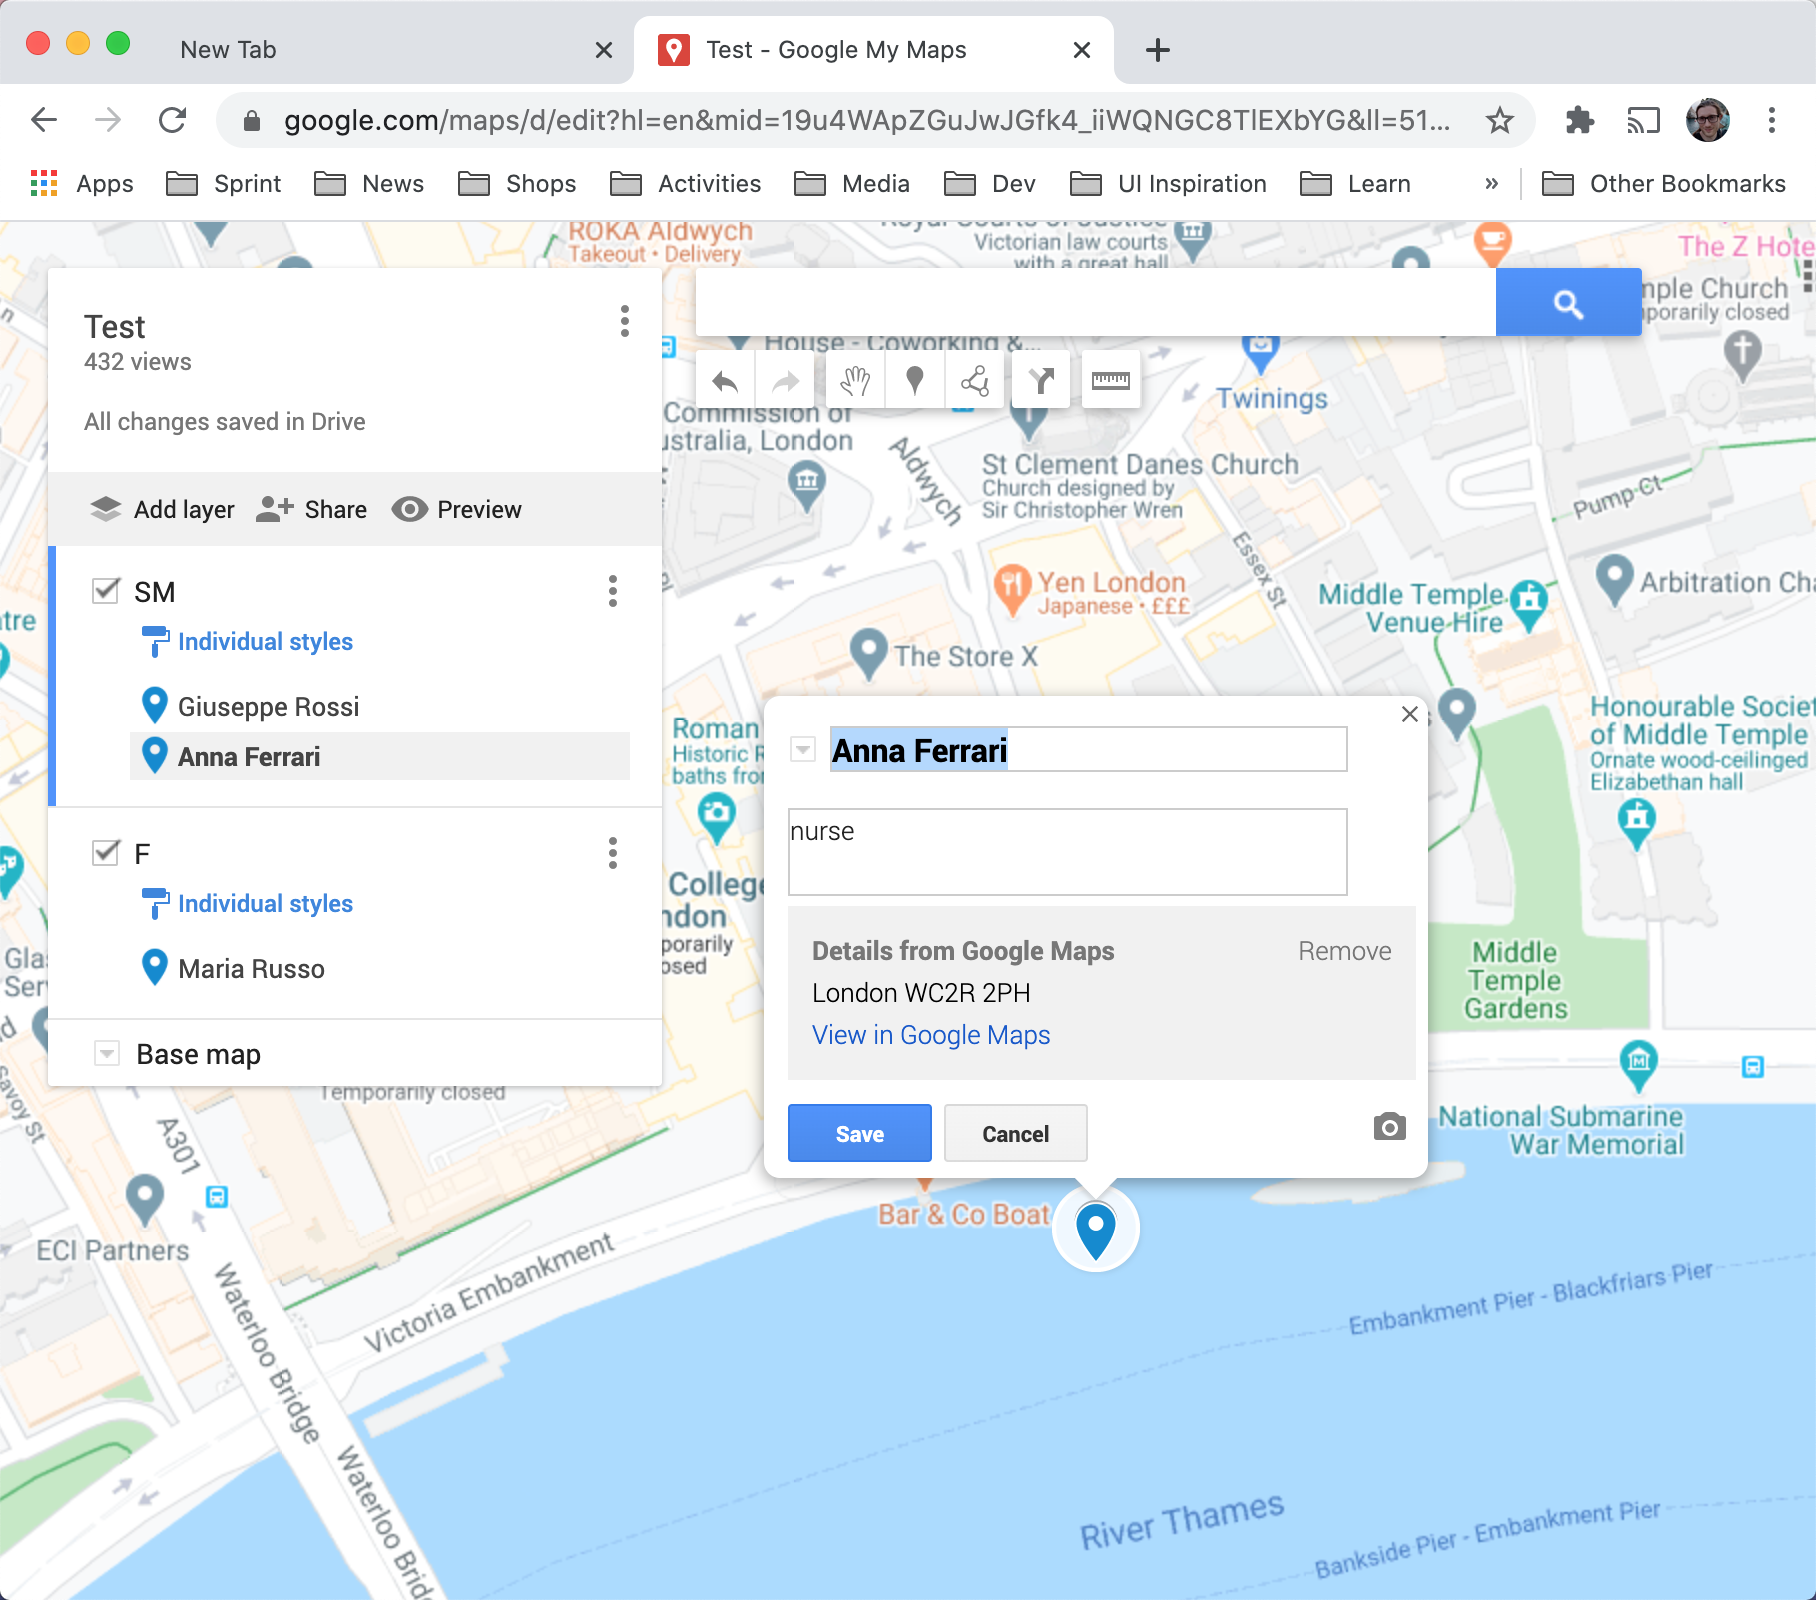 New Tab
Test - Google My Maps
google.com/maps/d/edit?hl=en&mid=19u4WApZGuJwJGfk4_iiWQNGC8TlEXbYG&ll=51...
Apps
Sprint
News
Shops
Activities
Media
Dev
UI Inspiration
Learn
»
Other Bookmarks
ROKA Aldwych
Takeout • Delivery
Royal Courts of Justice
Victorian law courts
with a great hall
The Z Hote
mple Church
porarily closed
Test
432 views
All changes saved in Drive
Add layer
Share
Preview
SM
Individual styles
Giuseppe Rossi
Anna Ferrari
F
Individual styles
Maria Russo
Base map
House - Coworking &...
Twinings
Commission of
ustralia, London
Aldwych
St Clement Danes Church
Church designed by
Sir Christopher Wren
Pump Ct
Essex St
Yen London
Japanese • £££
Middle Temple
Venue Hire
Arbitration Cha
The Store X
tre
Roman
Historic R
baths fro
Honourable Societ
of Middle Temple
Ornate wood-ceilinged
Elizabethan hall
Anna Ferrari
nurse
Details from Google Maps
Remove
London WC2R 2PH
View in Google Maps
Save
Cancel
College
ndon
porarily
osed
Middle
Temple
Gardens
Gla
Ser
d
Savoy St
Temporarily closed
A301
National Submarine
War Memorial
Bar & Co Boat
ECI Partners
Victoria Embankment
Waterloo Bridge
Waterloo Bridg
Embankment Pier - Blackfriars Pier
River Thames
Bankside Pier - Embankment Pier